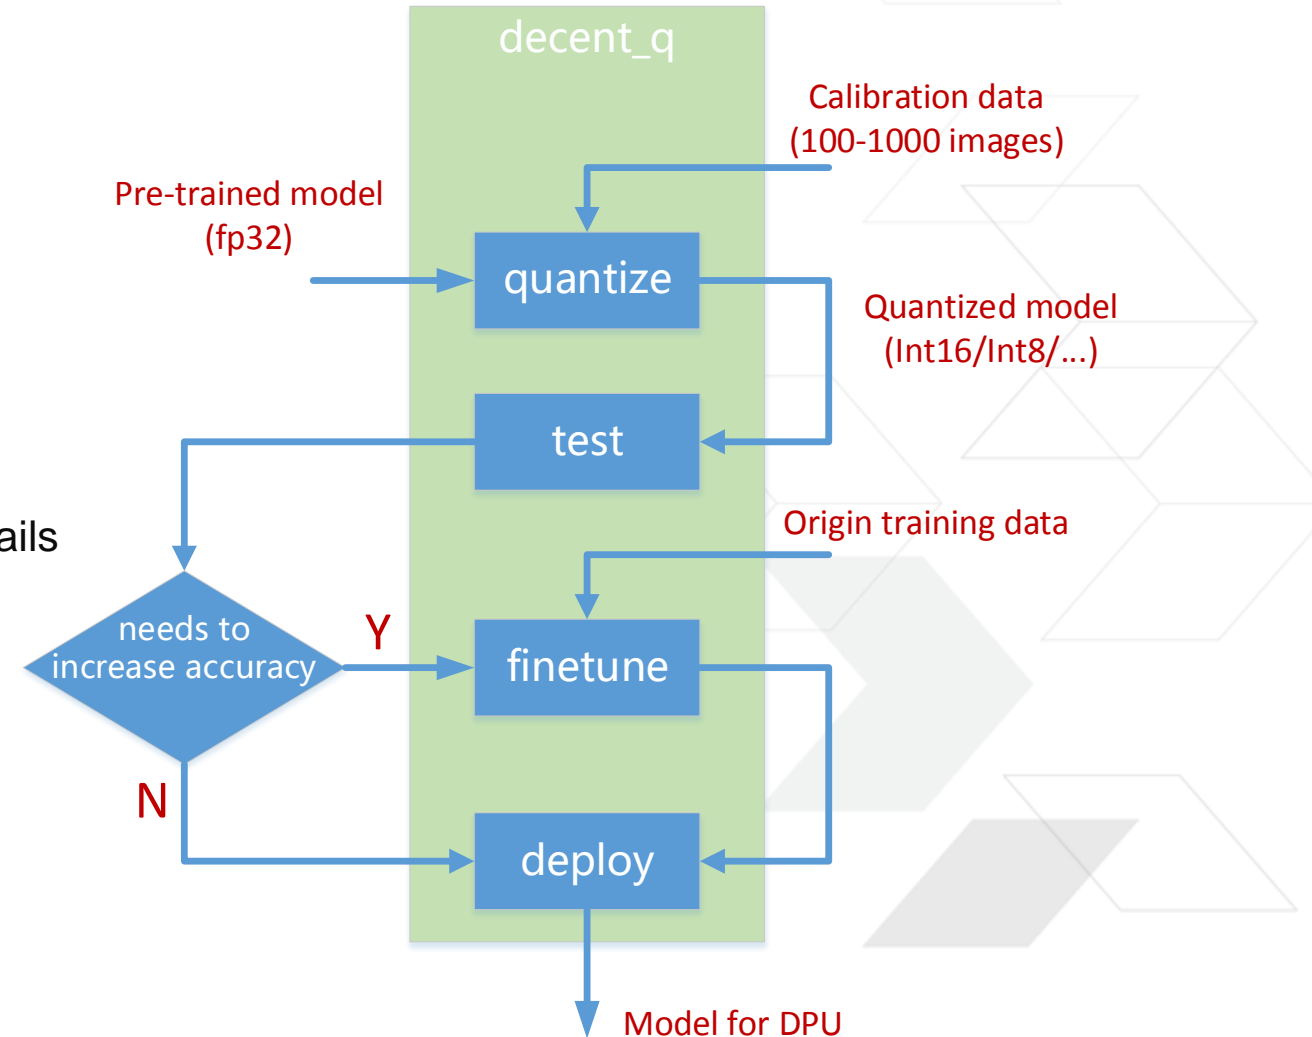 decent_q
Calibration data
(100-1000 images)
Pre-trained model
(fp32)
quantize
Quantized model
(Int16/Int8/...)
test
ails
Origin training data
needs to
increase accuracy
Y
finetune
N
deploy
Model for DPU